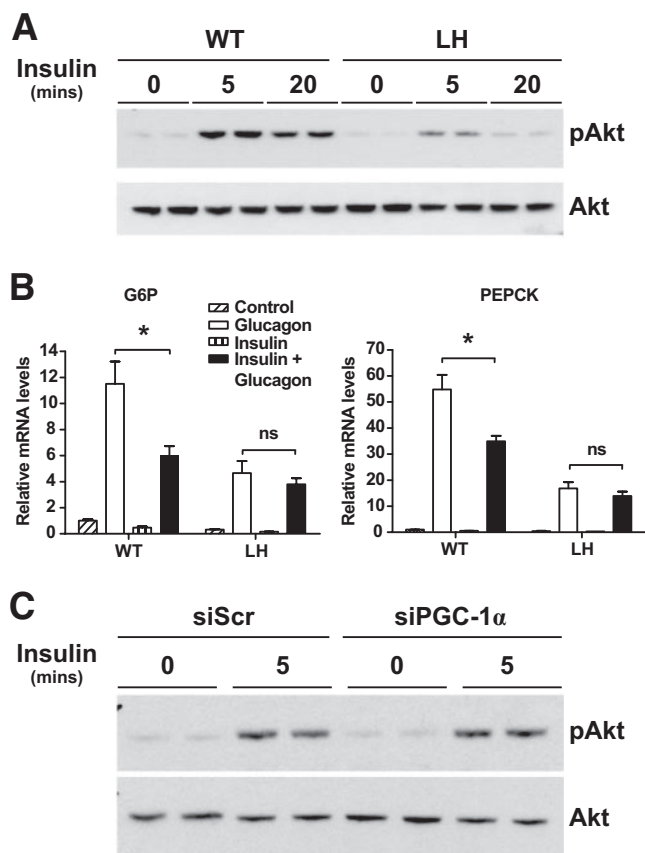 A
WT LH
Insulin (mins) 0 5 20 0 5 20
pAkt
Akt
B
G6P
Control
Glucagon
Insulin
Insulin + Glucagon
Relative mRNA levels
14
12
10
8
6
4
2
0
*
ns
WT LH
PEPCK
Relative mRNA levels
70
60
50
40
30
20
10
0
*
ns
WT LH
C
siScr siPGC-1α
Insulin (mins) 0 5 0 5
pAkt
Akt